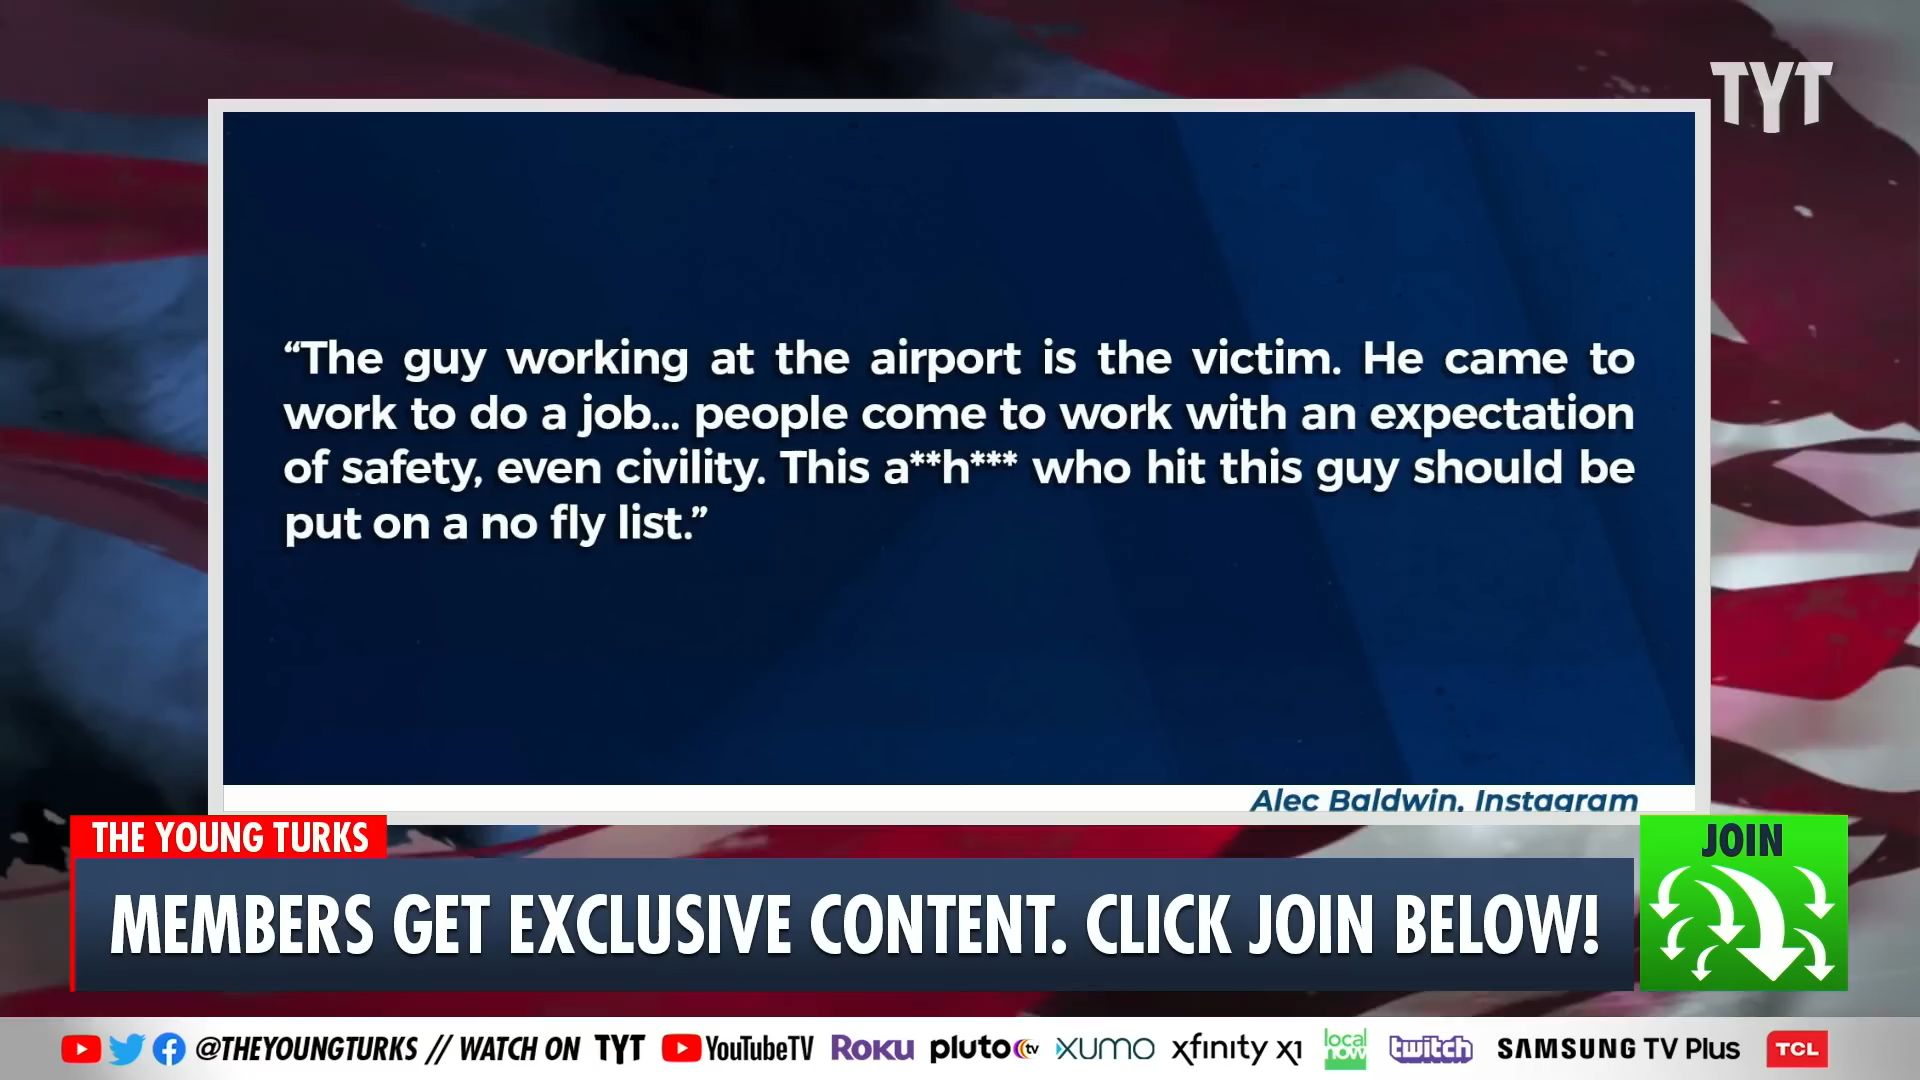 TYT
“The guy working at the airport is the victim. He came to
work to do a job... people come to work with an expectation
of safety, even civility. This a**h*** who hit this guy should be
put on a no fly list.”
Alec Baldwin, Instagram
THE YOUNG TURKS
JOIN
MEMBERS GET EXCLUSIVE CONTENT. CLICK JOIN BELOW!
@THEYOUNGTURKS // WATCH ON TYT YouTubeTV ROKU pluto tv XUMO xfinity x1 local now twitch SAMSUNG TV Plus TCL